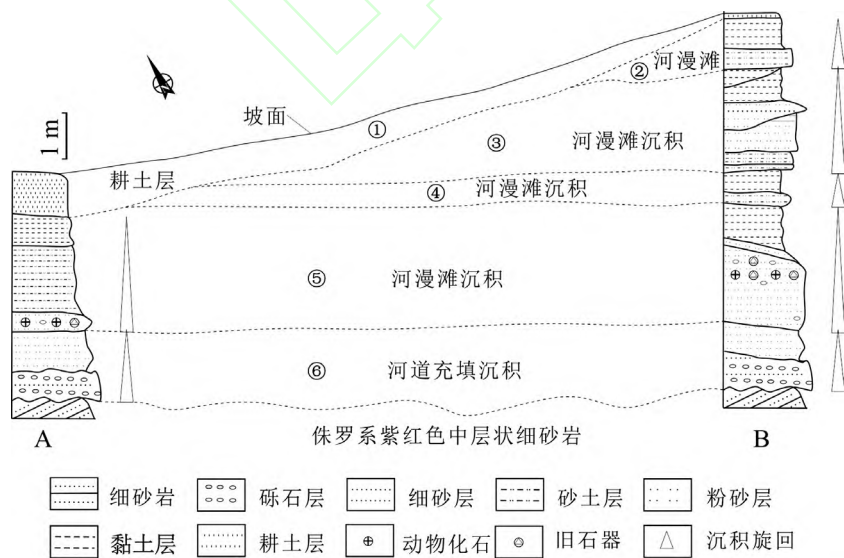 ② 河漫滩
坡面
①
1 m
③ 河漫滩沉积
耕土层
④ 河漫滩沉积
⑤ 河漫滩沉积
⑥ 河道充填沉积
A
侏罗系紫红色中层状细砂岩
B
细砂岩 砾石层 细砂层 砂土层 粉砂层
黏土层 耕土层 动物化石 旧石器 沉积旋回